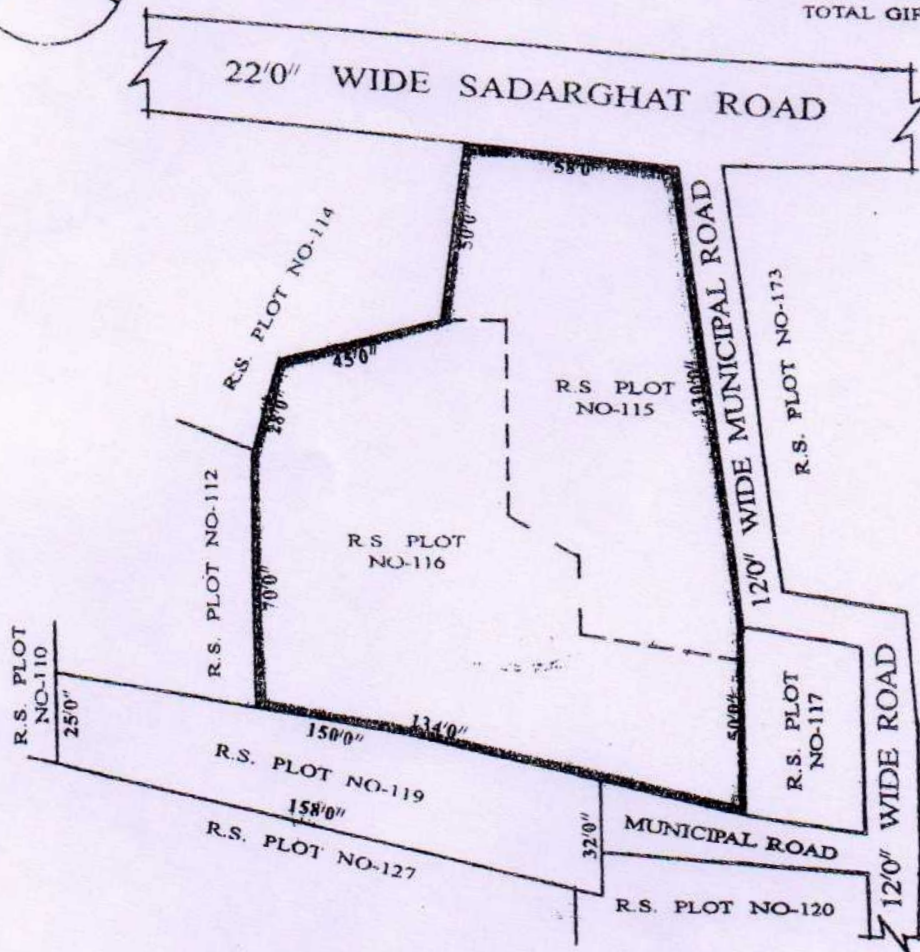 TOTAL GIF
22'0" WIDE SADARGHAT ROAD
58'0"
50'0"
R.S. PLOT NO-114
45'0"
18'0"
R.S PLOT
NO-115
130'0"
12'0" WIDE MUNICIPAL ROAD
R.S. PLOT NO-173
R.S. PLOT NO-112
70'0"
R.S PLOT
NO-116
R.S. PLOT
NO-110
25'0"
150'0"
134'0"
50'0"
R.S. PLOT
NO-117
12'0" WIDE ROAD
R.S. PLOT NO-119
158'0"
R.S. PLOT NO-127
32'0"
MUNICIPAL ROAD
R.S. PLOT NO-120